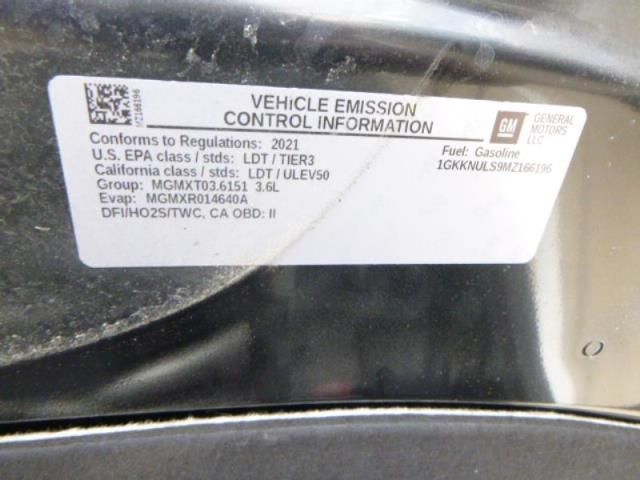 MZ166196
VEHICLE EMISSION
CONTROL INFORMATION
GM
GENERAL
MOTORS
LLC
Conforms to Regulations: 2021
U.S. EPA class / stds: LDT / TIER3
California class / stds: LDT / ULEV50
Group: MGMXT03.6151 3.6L
Evap: MGMXR014640A
DFI/HO2S/TWC, CA OBD: II
Fuel: Gasoline
1GKKNULS9MZ166196